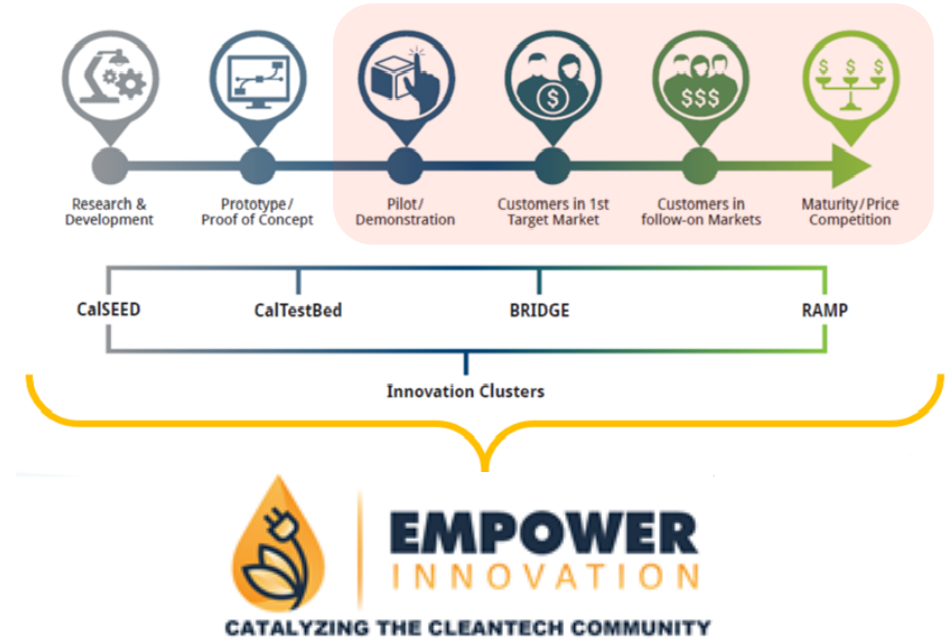 $ $ $ $
$ $$$
Research &
Development
Prototype/
Proof of Concept
Pilot/
Demonstration
Customers in 1st
Target Market
Customers in
follow-on Markets
Maturity/Price
Competition
CalSEED
CalTestBed
BRIDGE
RAMP
Innovation Clusters
EMPOWER
INNOVATION
CATALYZING THE CLEANTECH COMMUNITY